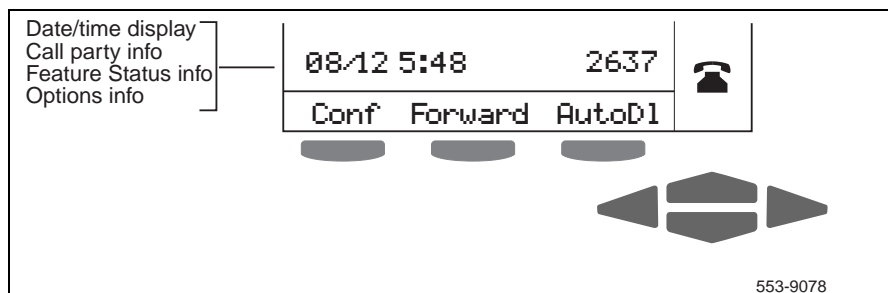 Date/time display
Call party info
Feature Status info
Options info
08/12 5:48 2637
Conf Forward AutoDl
553-9078